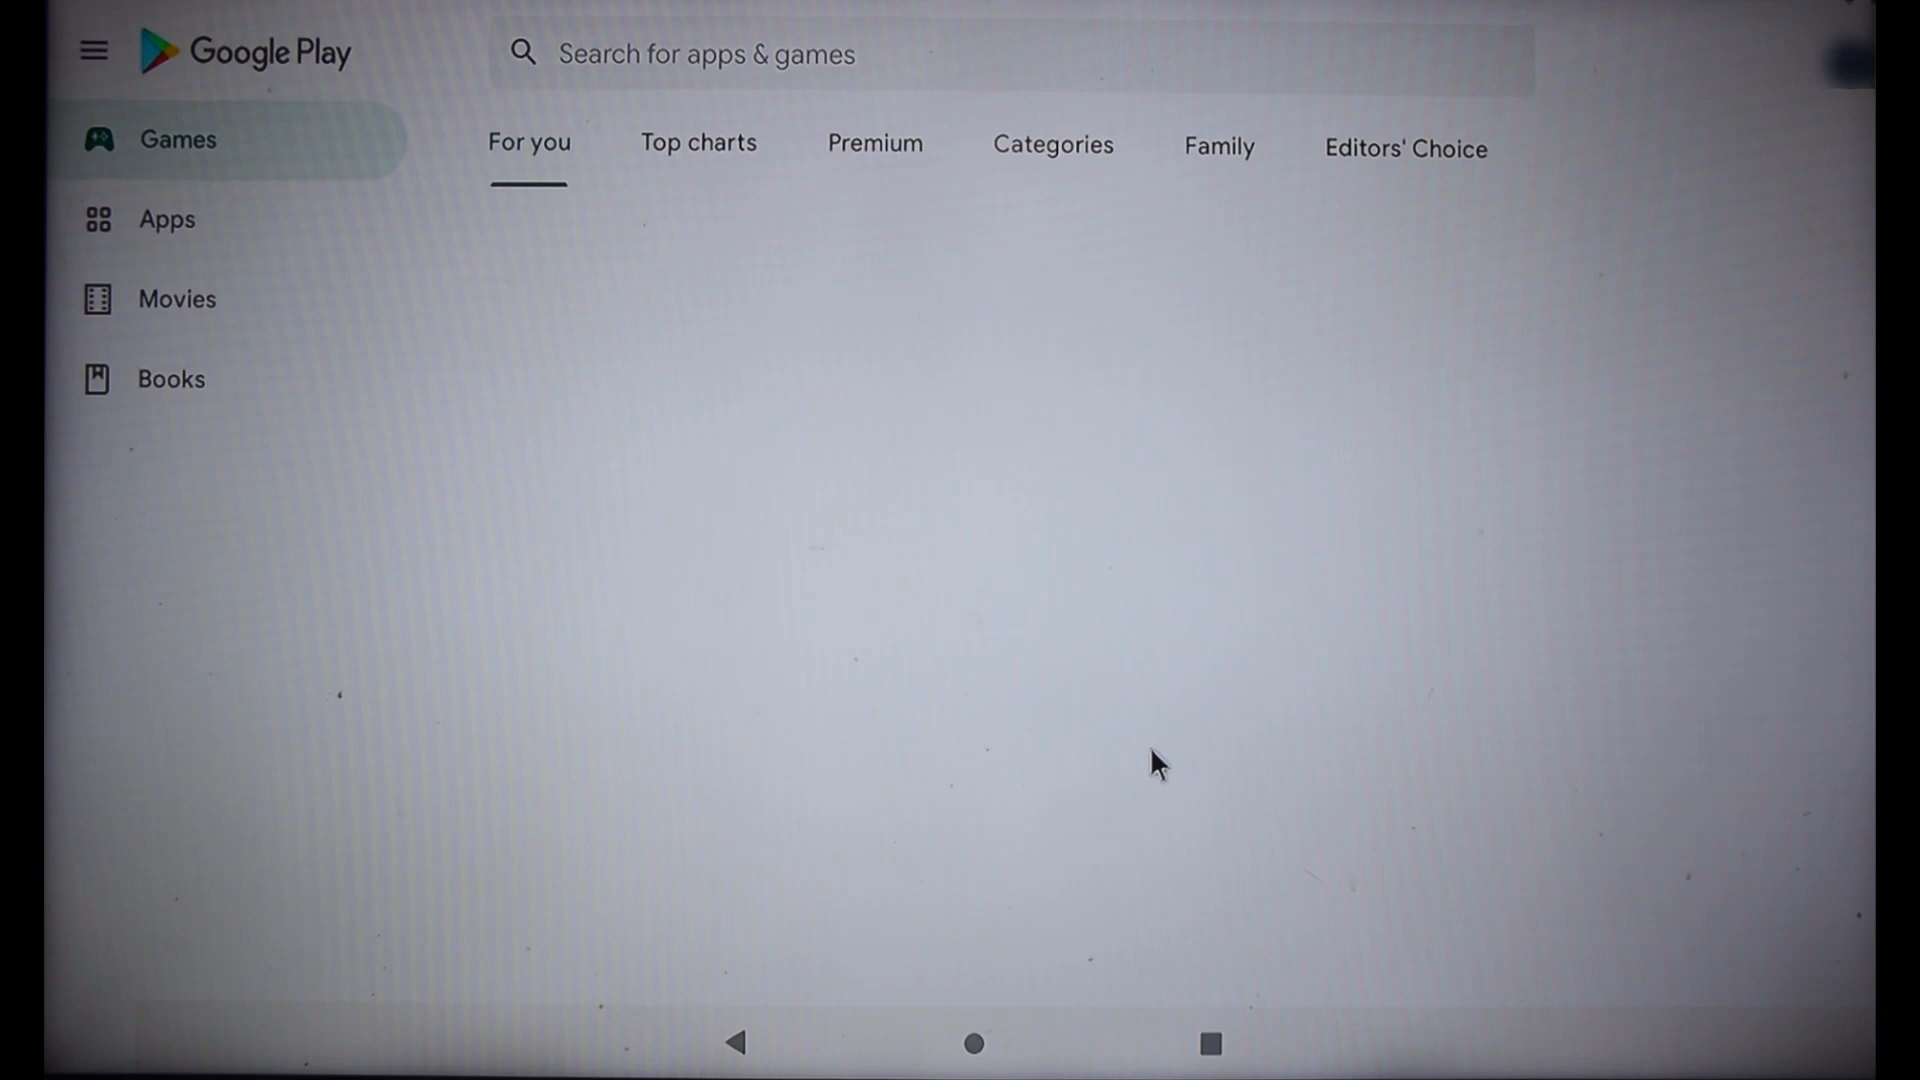 Google Play
Search for apps & games
Games
For you
Top charts
Premium
Categories
Family
Editors' Choice
Apps
Movies
Books